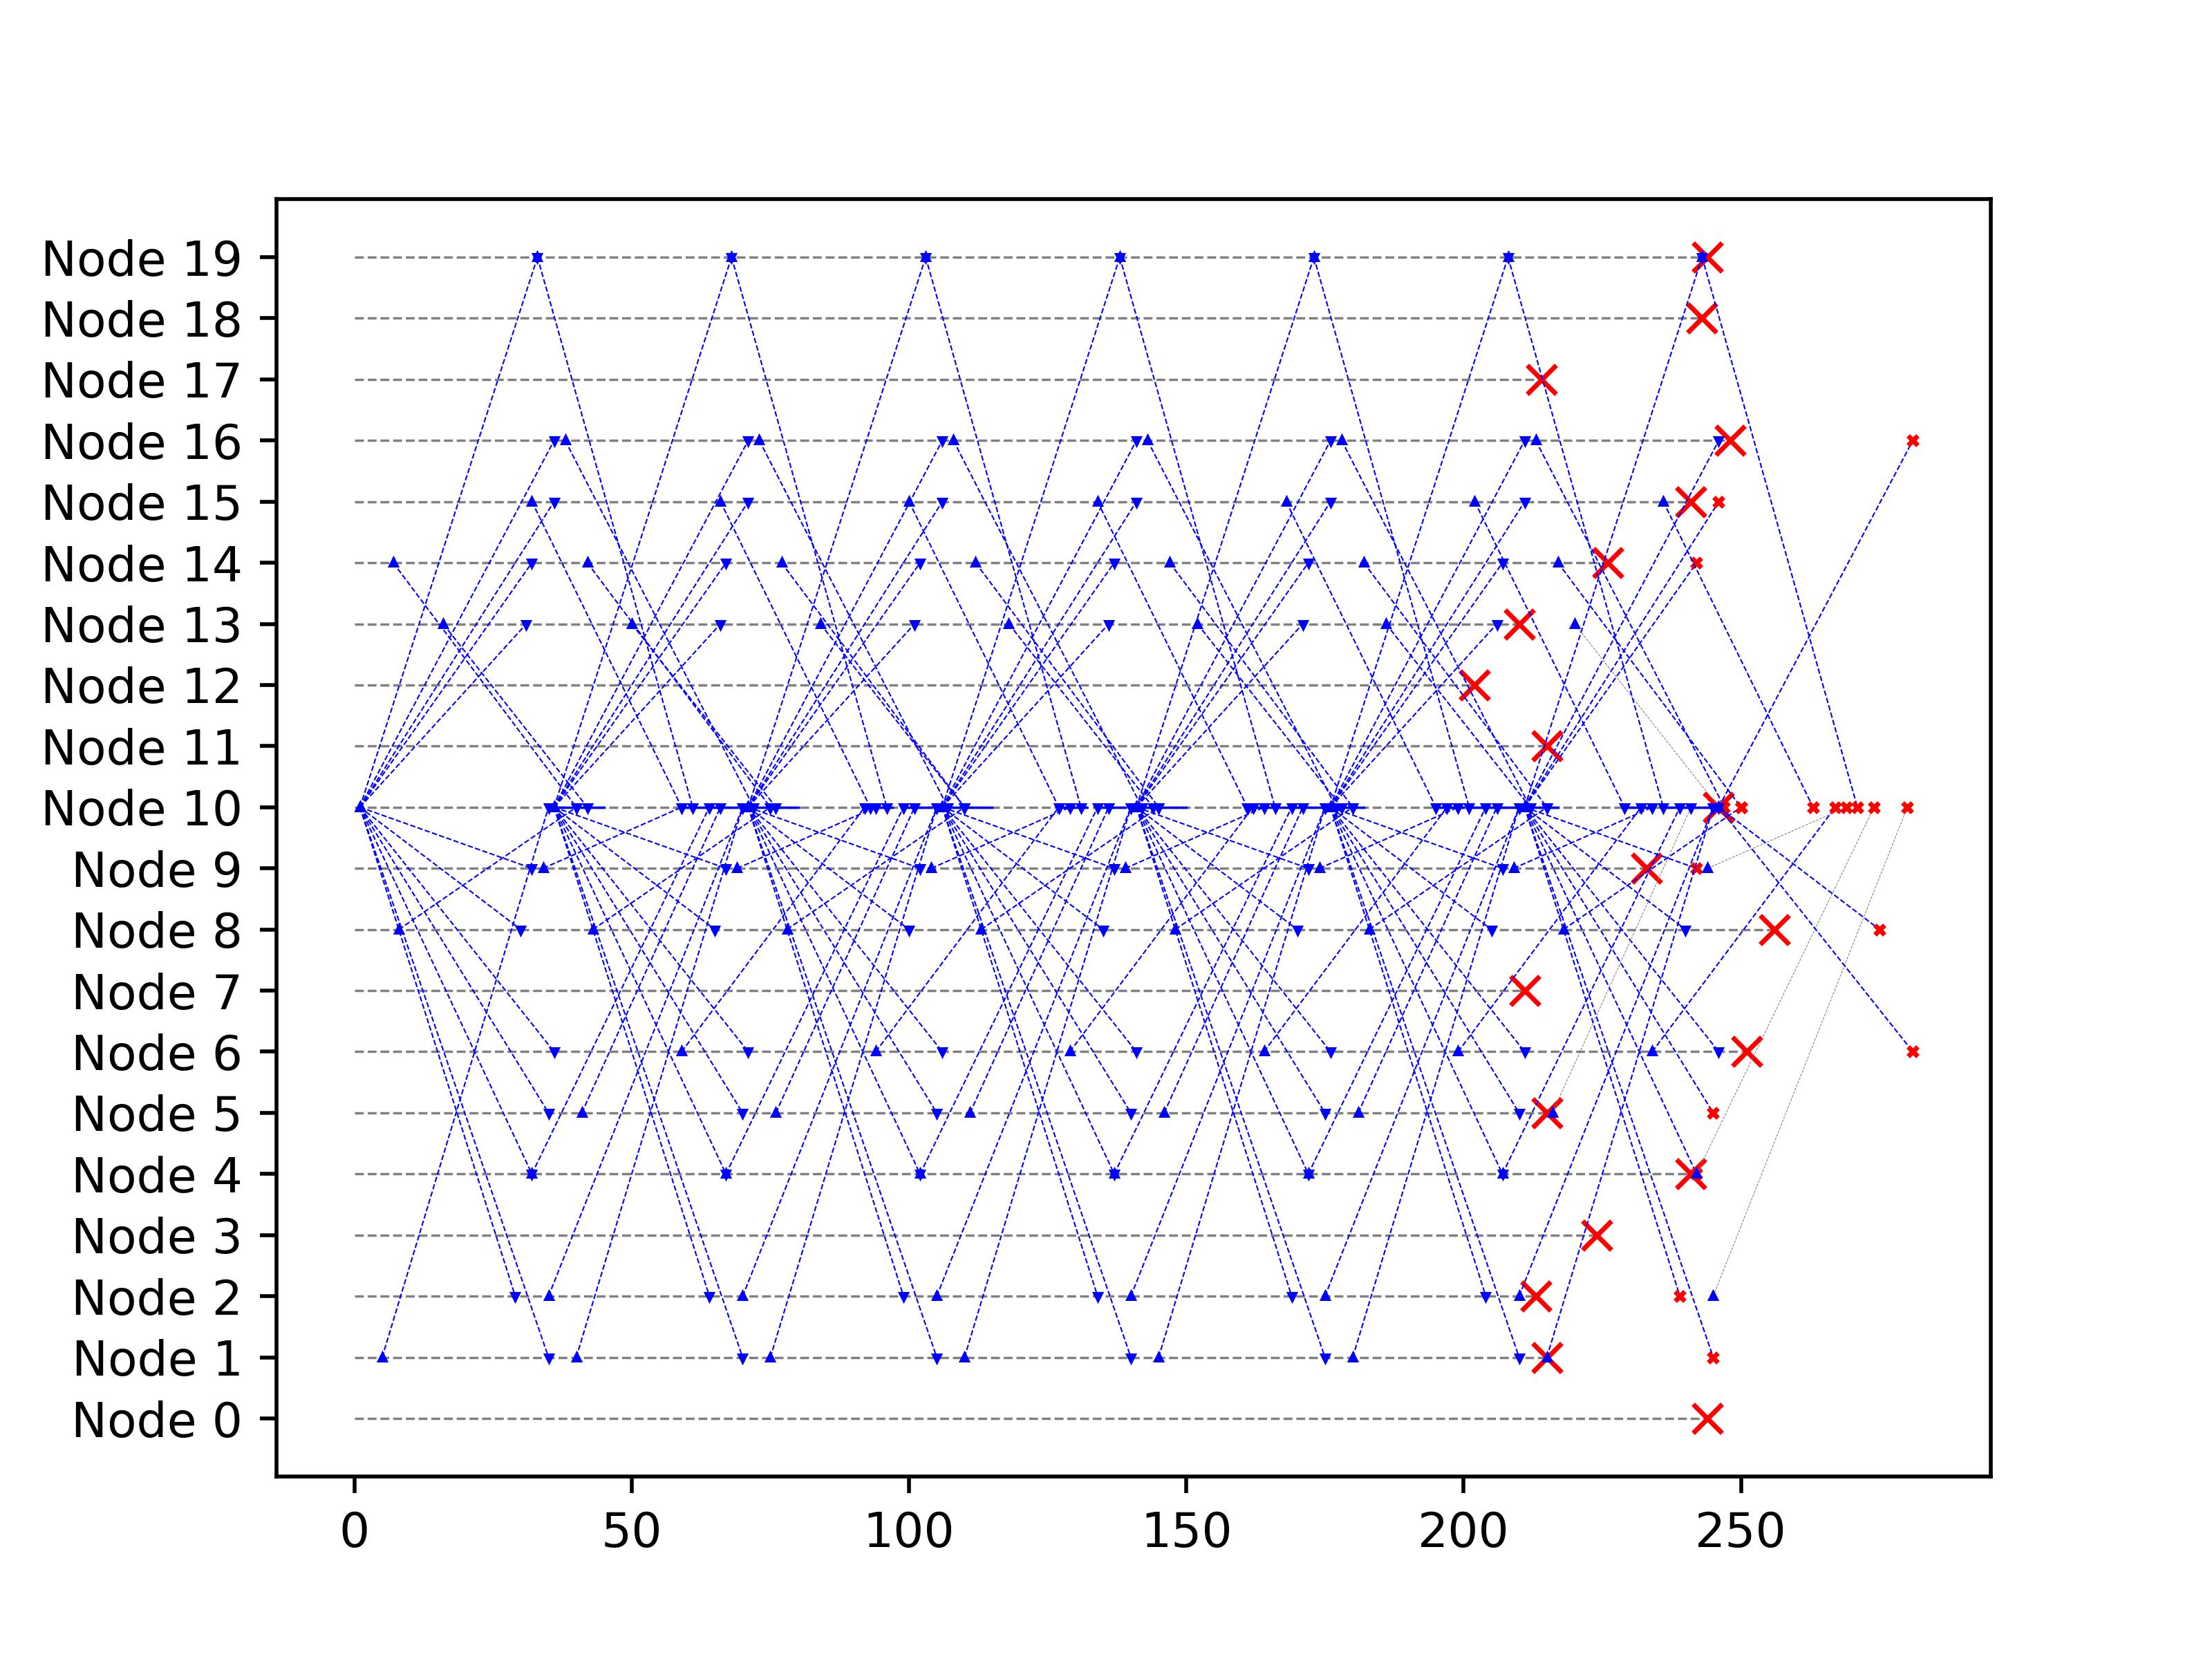 Node 19
Node 18
Node 17
Node 16
Node 15
Node 14
Node 13
Node 12
Node 11
Node 10
Node 9
Node 8
Node 7
Node 6
Node 5
Node 4
Node 3
Node 2
Node 1
Node 0
0 50 100 150 200 250